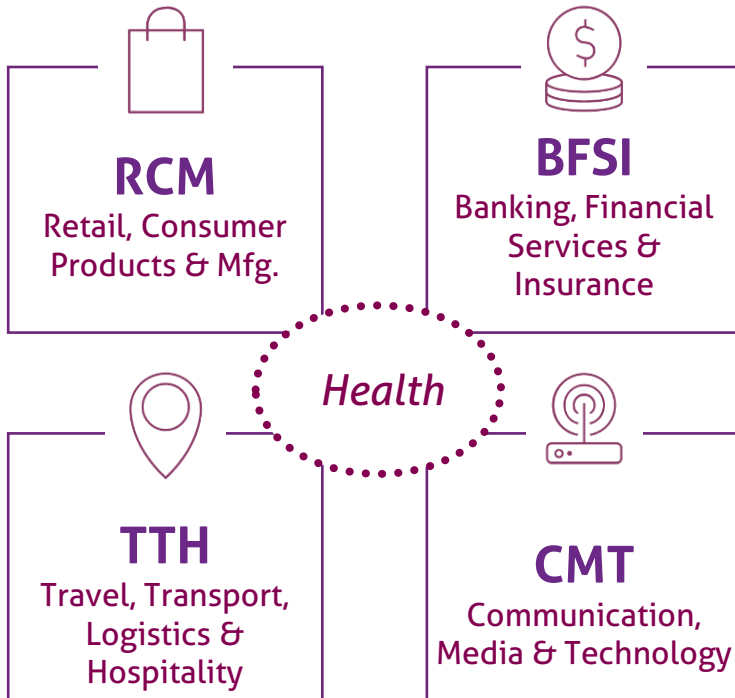 RCM
Retail, Consumer
Products & Mfg.
BFSI
Banking, Financial
Services &
Insurance
Health
TTH
Travel, Transport,
Logistics &
Hospitality
CMT
Communication,
Media & Technology